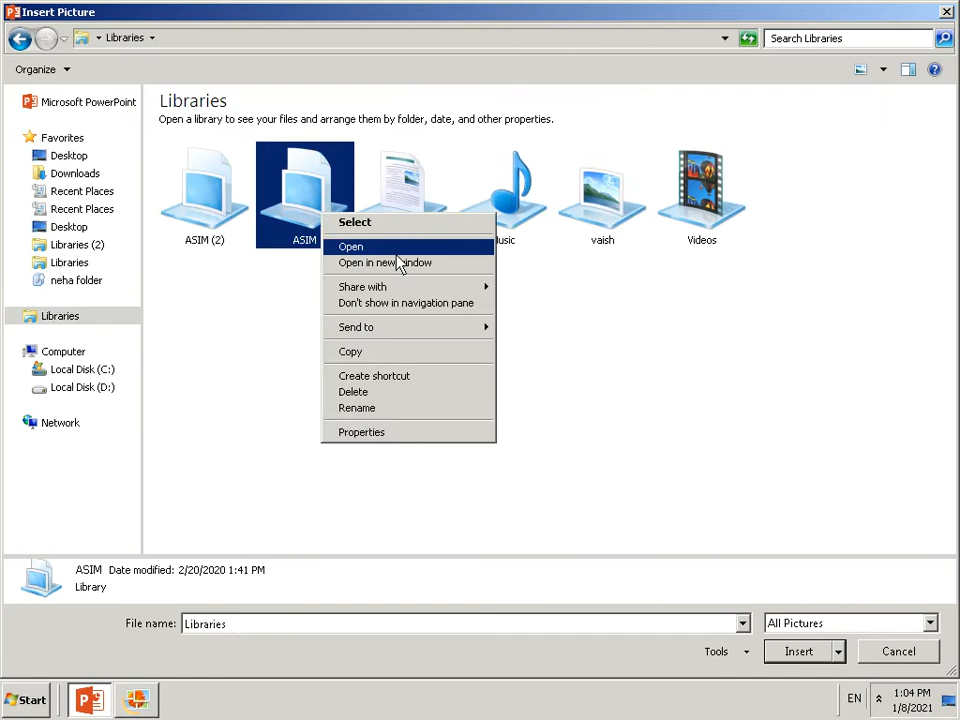 Insert Picture
Libraries
Search Libraries
Organize
Microsoft PowerPoint
Favorites
Desktop
Downloads
Recent Places
Recent Places
Desktop
Libraries (2)
Libraries
neha folder
Libraries
Computer
Local Disk (C:)
Local Disk (D:)
Network
Libraries
Open a library to see your files and arrange them by folder, date, and other properties.
ASIM (2)
ASIM
vaish
Videos
Select
Open
Open in new window
Share with
Don't show in navigation pane
Send to
Copy
Create shortcut
Delete
Rename
Properties
ASIM Date modified: 2/20/2020 1:41 PM
Library
File name: Libraries
All Pictures
Tools
Insert
Cancel
Start
EN
1:04 PM
1/8/2021